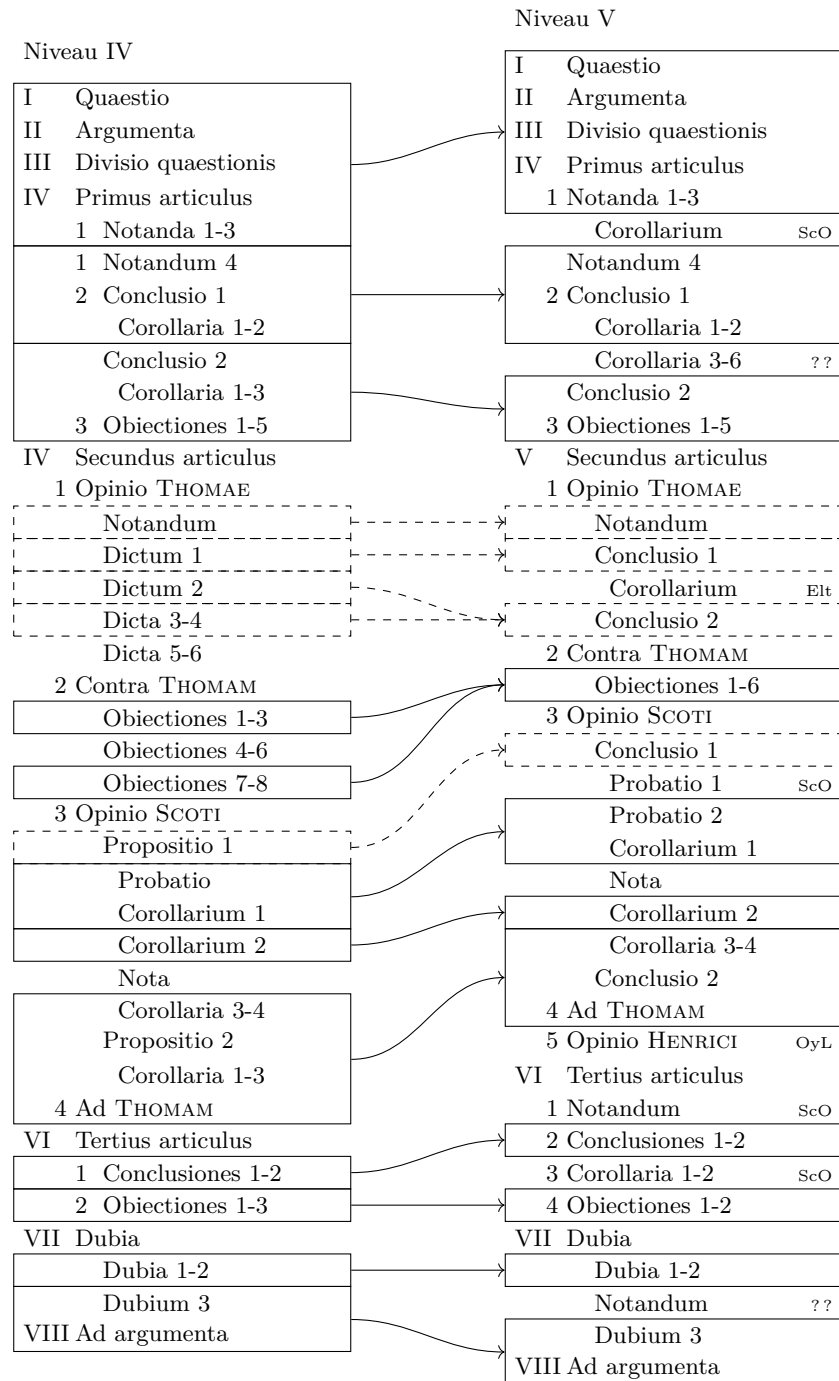 Niveau IV
I Quaestio
II Argumenta
III Divisio quaestionis
IV Primus articulus
1 Notanda 1-3
1 Notandum 4
2 Conclusio 1
Corollaria 1-2
Conclusio 2
Corollaria 1-3
3 Obiectiones 1-5
IV Secundus articulus
1 Opinio THOMAE
Notandum
Dictum 1
Dictum 2
Dicta 3-4
Dicta 5-6
2 Contra THOMAM
Obiectiones 1-3
Obiectiones 4-6
Obiectiones 7-8
3 Opinio SCOTI
Propositio 1
Probatio
Corollarium 1
Corollarium 2
Nota
Corollaria 3-4
Propositio 2
Corollaria 1-3
4 Ad THOMAM
VI Tertius articulus
1 Conclusiones 1-2
2 Obiectiones 1-3
VII Dubia
Dubia 1-2
Dubium 3
VIII Ad argumenta
Niveau V
I Quaestio
II Argumenta
III Divisio quaestionis
IV Primus articulus
1 Notanda 1-3
Corollarium ScO
Notandum 4
2 Conclusio 1
Corollaria 1-2
Corollaria 3-6 ??
Conclusio 2
3 Obiectiones 1-5
V Secundus articulus
1 Opinio THOMAE
Notandum
Conclusio 1
Corollarium Elt
Conclusio 2
2 Contra THOMAM
Obiectiones 1-6
3 Opinio SCOTI
Conclusio 1
Probatio 1 ScO
Probatio 2
Corollarium 1
Nota
Corollarium 2
Corollaria 3-4
Conclusio 2
4 Ad THOMAM
5 Opinio HENRICI OyL
VI Tertius articulus
1 Notandum ScO
2 Conclusiones 1-2
3 Corollaria 1-2 ScO
4 Obiectiones 1-2
VII Dubia
Dubia 1-2
Notandum ??
Dubium 3
VIII Ad argumenta